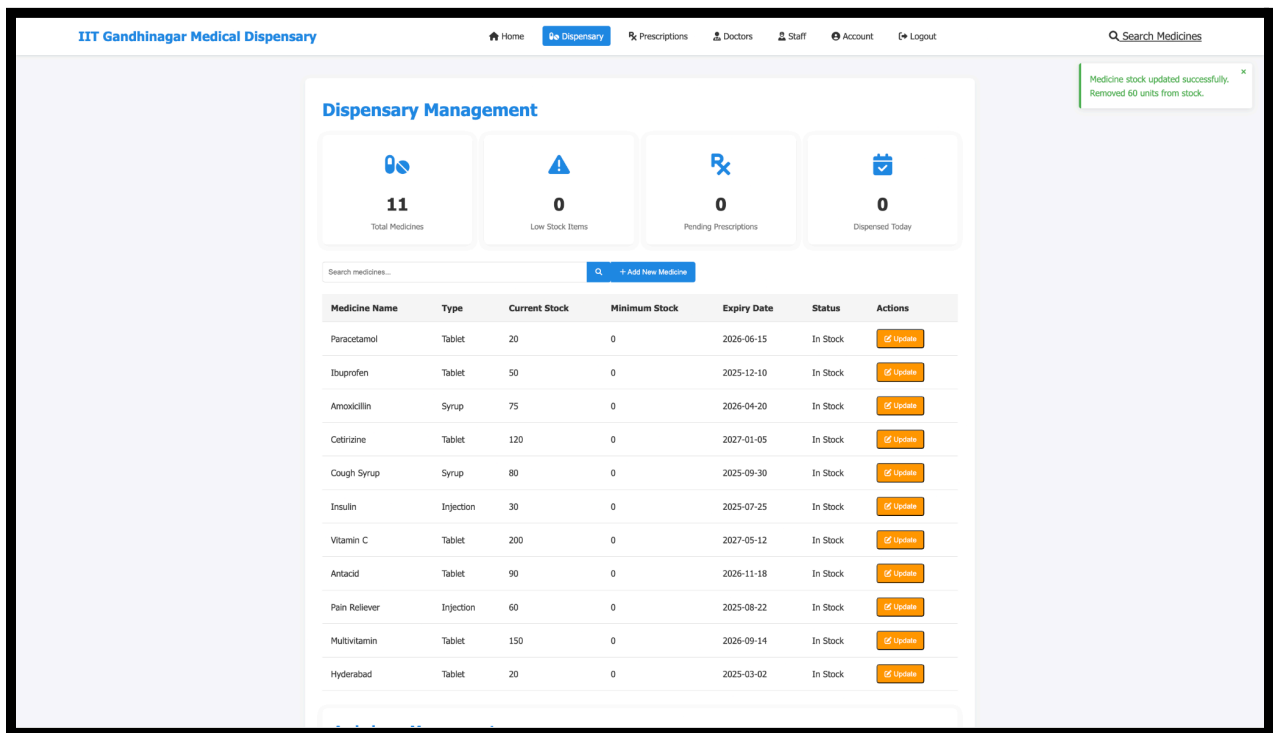 IIT Gandhinagar Medical Dispensary
Home
Dispensary
Prescriptions
Doctors
Staff
Account
Logout
Search Medicines
Medicine stock updated successfully.
Removed 60 units from stock.
×
Dispensary Management
11
Total Medicines
0
Low Stock Items
0
Pending Prescriptions
0
Dispensed Today
Search medicines...
+ Add New Medicine
Medicine Name Type Current Stock Minimum Stock Expiry Date Status Actions
Paracetamol Tablet 20 0 2026-06-15 In Stock Update
Ibuprofen Tablet 50 0 2025-12-10 In Stock Update
Amoxicillin Syrup 75 0 2026-04-20 In Stock Update
Cetirizine Tablet 120 0 2027-01-05 In Stock Update
Cough Syrup Syrup 80 0 2025-09-30 In Stock Update
Insulin Injection 30 0 2025-07-25 In Stock Update
Vitamin C Tablet 200 0 2027-05-12 In Stock Update
Antacid Tablet 90 0 2026-11-18 In Stock Update
Pain Reliever Injection 60 0 2025-08-22 In Stock Update
Multivitamin Tablet 150 0 2026-09-14 In Stock Update
Hyderabad Tablet 20 0 2025-03-02 In Stock Update